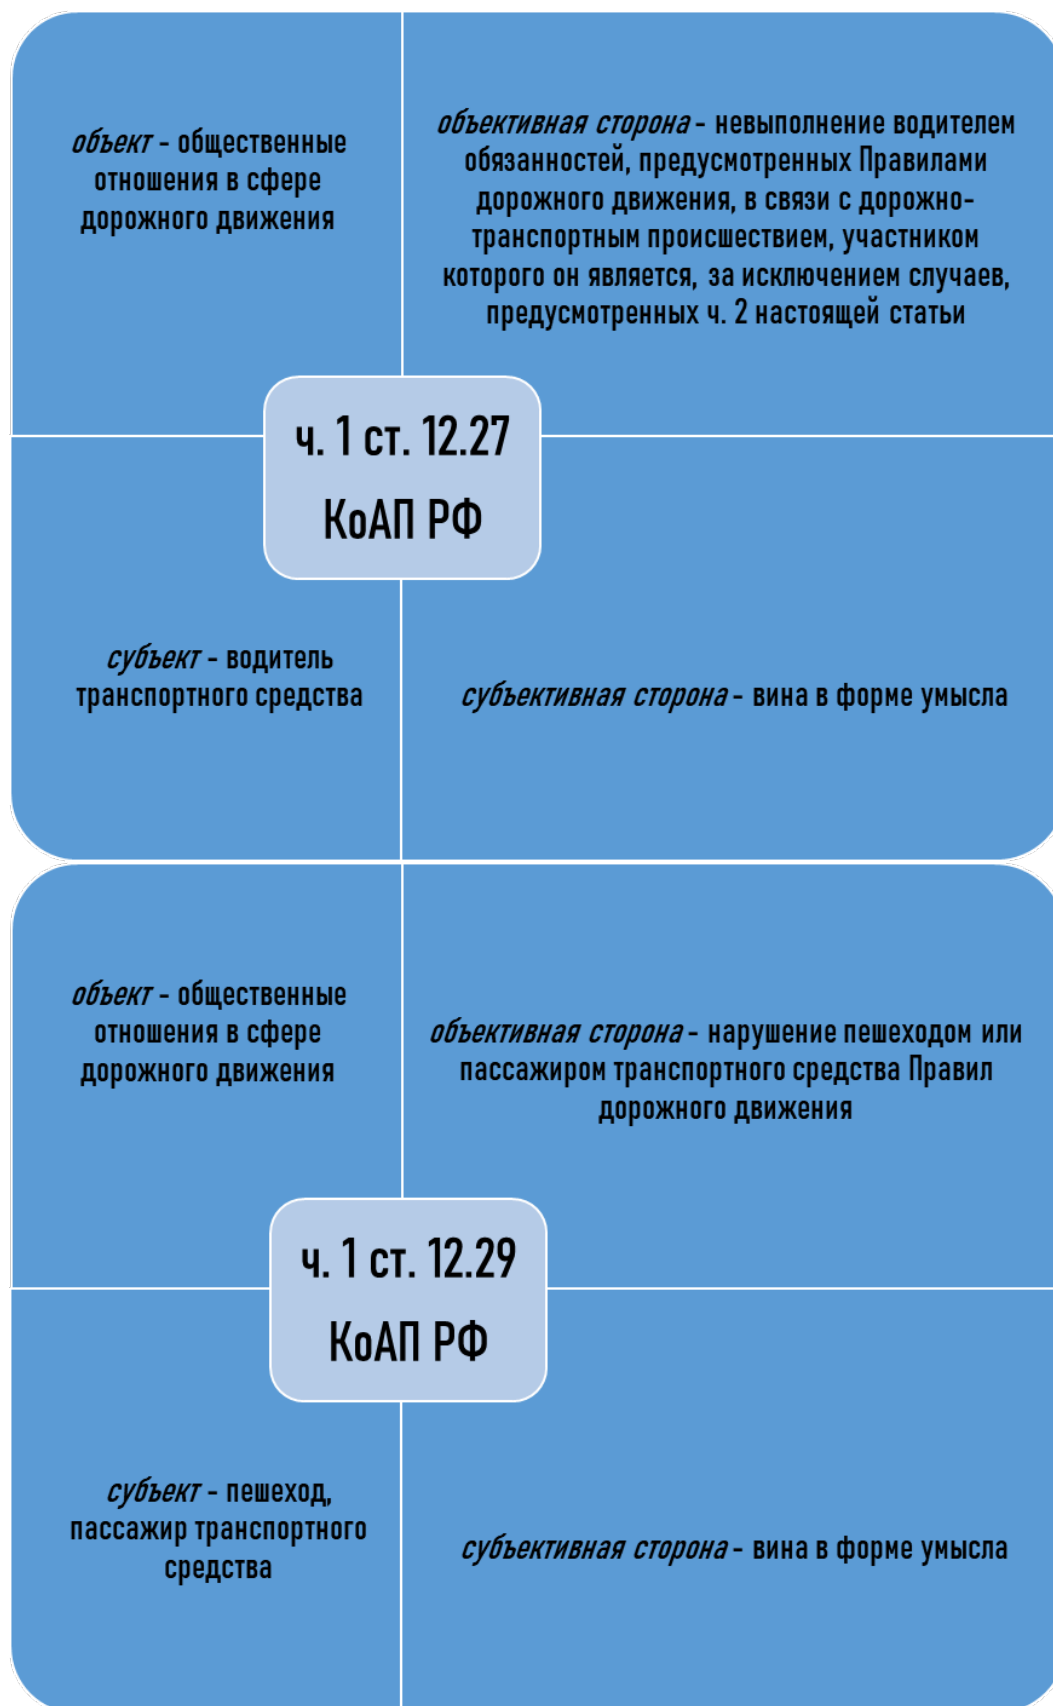 объект - общественные
отношения в сфере
дорожного движения
объективная сторона - невыполнение водителем
обязанностей, предусмотренных Правилами
дорожного движения, в связи с дорожно-
транспортным происшествием, участником
которого он является, за исключением случаев,
предусмотренных ч. 2 настоящей статьи
ч. 1 ст. 12.27
КоАП РФ
субъект - водитель
транспортного средства
субъективная сторона - вина в форме умысла
объект - общественные
отношения в сфере
дорожного движения
объективная сторона - нарушение пешеходом или
пассажиром транспортного средства Правил
дорожного движения
ч. 1 ст. 12.29
КоАП РФ
субъект - пешеход,
пассажир транспортного
средства
субъективная сторона - вина в форме умысла